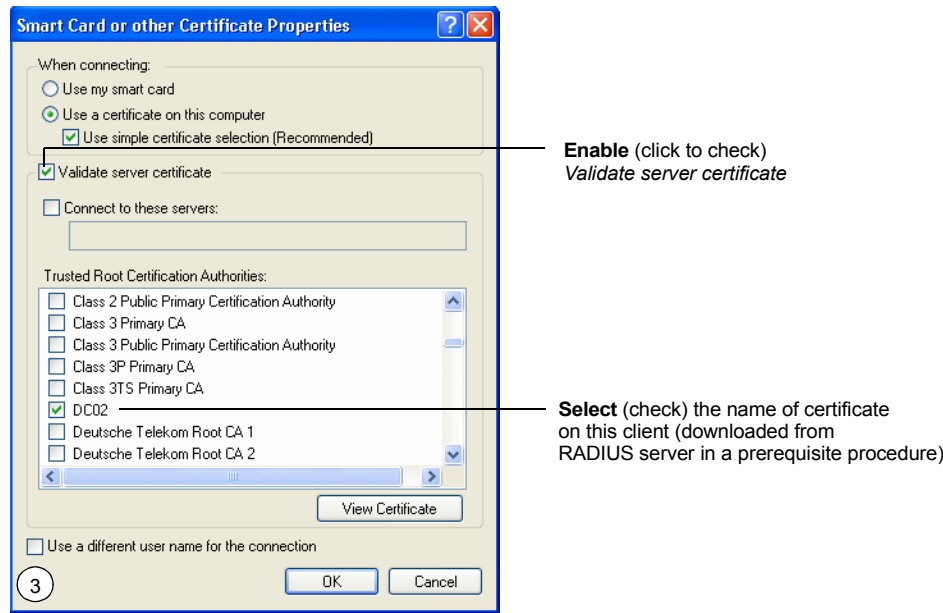 Smart Card or other Certificate Properties
When connecting:
Use my smart card
Use a certificate on this computer
Use simple certificate selection (Recommended)
Enable (click to check)
Validate server certificate
Validate server certificate
Connect to these servers:
Trusted Root Certification Authorities:
Class 2 Public Primary Certification Authority
Class 3 Primary CA
Class 3 Public Primary Certification Authority
Class 3P Primary CA
Class 3TS Primary CA
DC02
Deutsche Telekom Root CA 1
Deutsche Telekom Root CA 2
Select (check) the name of certificate
on this client (downloaded from
RADIUS server in a prerequisite procedure)
View Certificate
Use a different user name for the connection
3
OK
Cancel